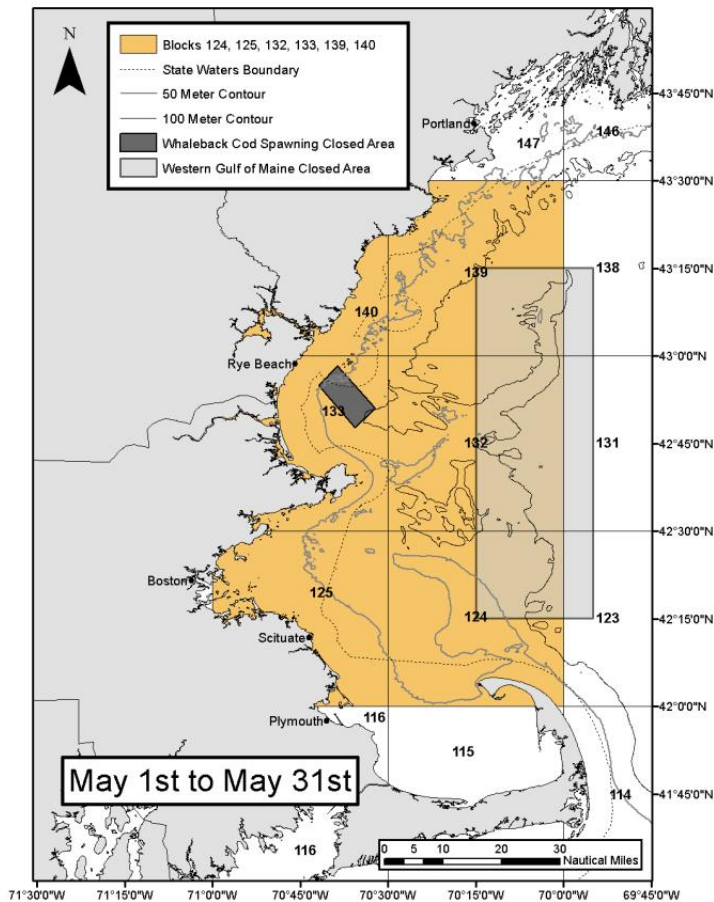 N
Blocks 124, 125, 132, 133, 139, 140
State Waters Boundary
50 Meter Contour
100 Meter Contour
Whaleback Cod Spawning Closed Area
Western Gulf of Maine Closed Area
43°45'0"N
Portland
146
147
43°30'0"N
139
138
43°15'0"N
140
Rye Beach
43°0'0"N
133
132
131
42°45'0"N
42°30'0"N
Boston
125
124
123
42°15'0"N
Scituate
42°0'0"N
Plymouth
116
115
May 1st to May 31st
114
41°45'0"N
116
0 5 10 20 30
Nautical Miles
71°30'0"W 71°15'0"W 71°0'0"W 70°45'0"W 70°30'0"W 70°15'0"W 70°0'0"W 69°45'0"W